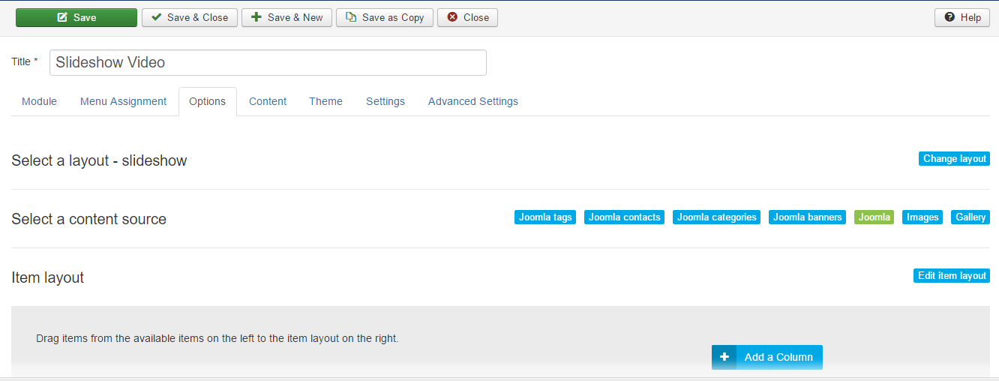 Save Save & Close Save & New Save as Copy Close Help
Title * Slideshow Video
Module Menu Assignment Options Content Theme Settings Advanced Settings
Select a layout - slideshow Change layout
Select a content source Joomla tags Joomla contacts Joomla categories Joomla banners Joomla Images Gallery
Item layout Edit item layout
Drag items from the available items on the left to the item layout on the right.
Add a Column